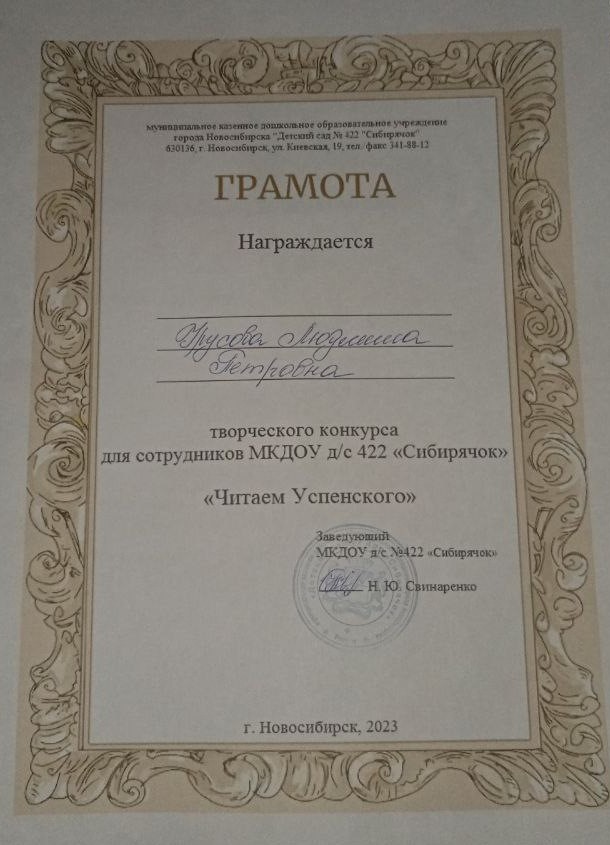 муниципальное казенное дошкольное образовательное учреждение
города Новосибирска "Детский сад № 422 "Сибирячок"
630136, г. Новосибирск, ул. Киевская, 19, тел. факс 341-88-12
ГРАМОТА
Награждается
Урусова Людмила
Петровна
творческого конкурса
для сотрудников МКДОУ д/с 422 «Сибирячок»
«Читаем Успенского»
Заведующий
МКДОУ д/с №422 «Сибирячок»
Н. Ю. Свинаренко
г. Новосибирск, 2023